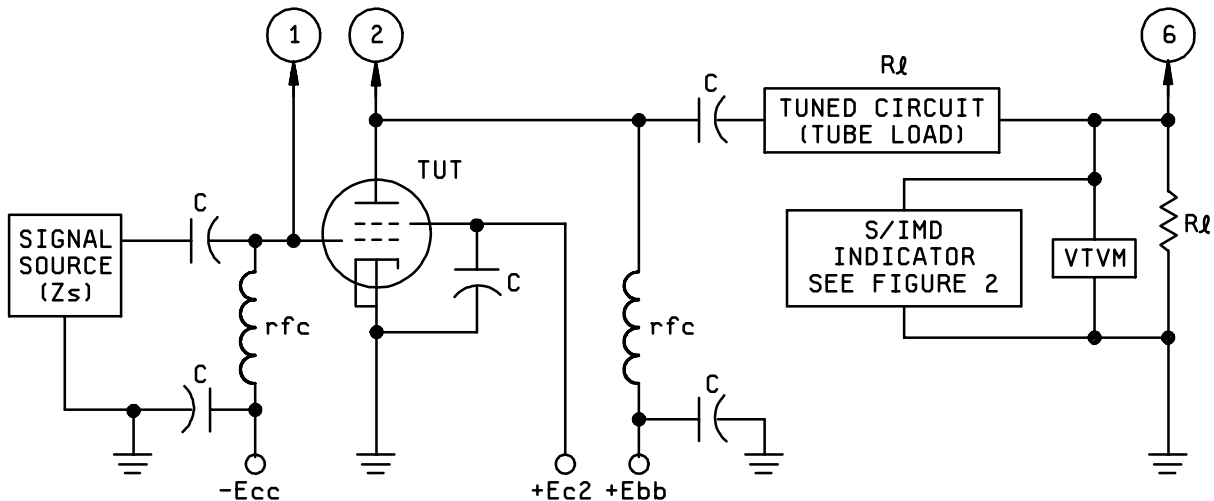 1
2
6
Rℓ
C
TUNED CIRCUIT
(TUBE LOAD)
TUT
C
SIGNAL
SOURCE
(Zs)
S/IMD
INDICATOR
SEE FIGURE 2
VTVM
Rℓ
C
rfc
rfc
C
C
-Ecc
+Ec2
+Ebb